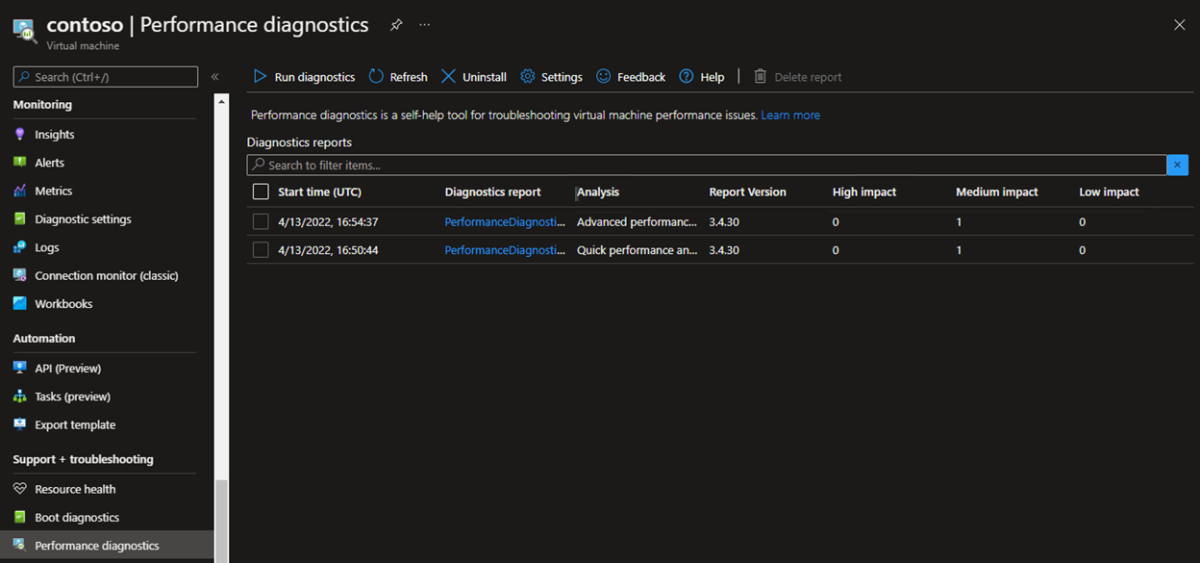 contoso | Performance diagnostics ...
Virtual machine
Search (Ctrl+/)
«
Monitoring
Insights
Alerts
Metrics
Diagnostic settings
Logs
Connection monitor (classic)
Workbooks
Automation
API (Preview)
Tasks (preview)
Export template
Support + troubleshooting
Resource health
Boot diagnostics
Performance diagnostics
Run diagnostics Refresh Uninstall Settings Feedback Help | Delete report
Performance diagnostics is a self-help tool for troubleshooting virtual machine performance issues. Learn more
Diagnostics reports
Search to filter items...
Start time (UTC) Diagnostics report Analysis Report Version High impact Medium impact Low impact
4/13/2022, 16:54:37 PerformanceDiagnosti... Advanced performanc... 3.4.30 0 1 0
4/13/2022, 16:50:44 PerformanceDiagnosti... Quick performance an... 3.4.30 0 1 0